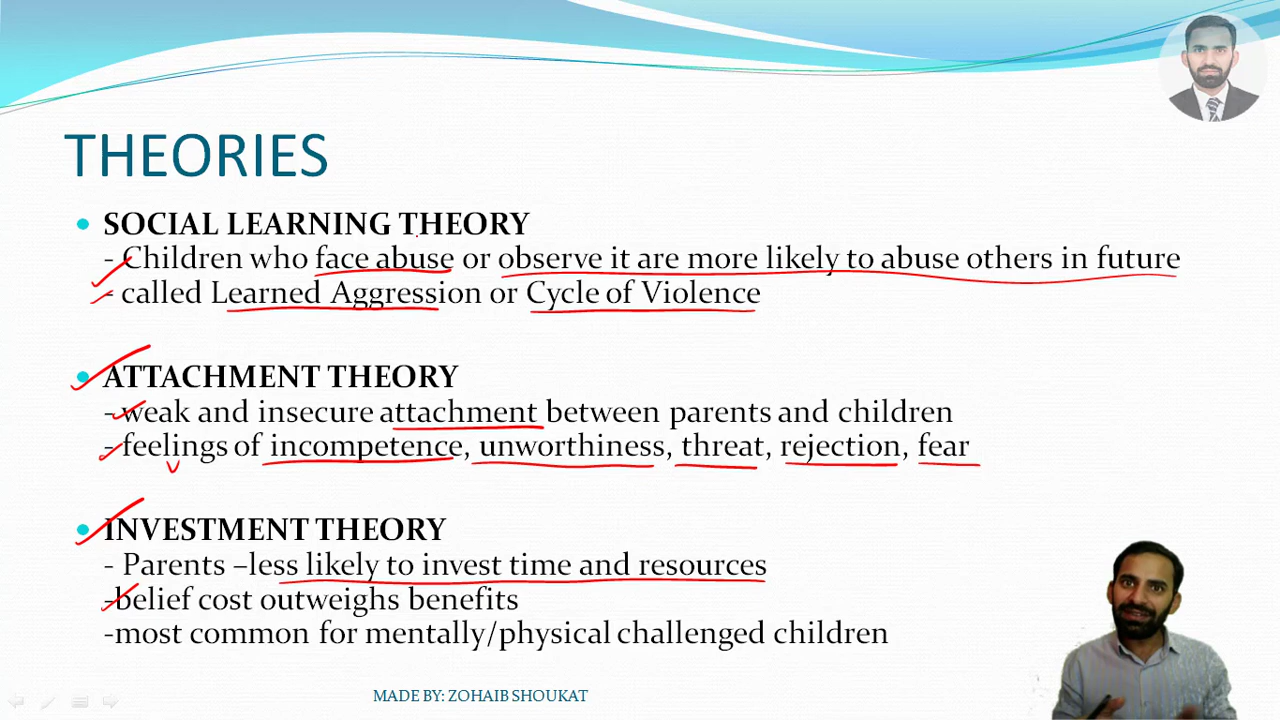 THEORIES
SOCIAL LEARNING THEORY
- Children who face abuse or observe it are more likely to abuse others in future
- called Learned Aggression or Cycle of Violence
ATTACHMENT THEORY
- weak and insecure attachment between parents and children
- feelings of incompetence, unworthiness, threat, rejection, fear
INVESTMENT THEORY
- Parents –less likely to invest time and resources
-belief cost outweighs benefits
-most common for mentally/physical challenged children
MADE BY: ZOHAIB SHOUKAT